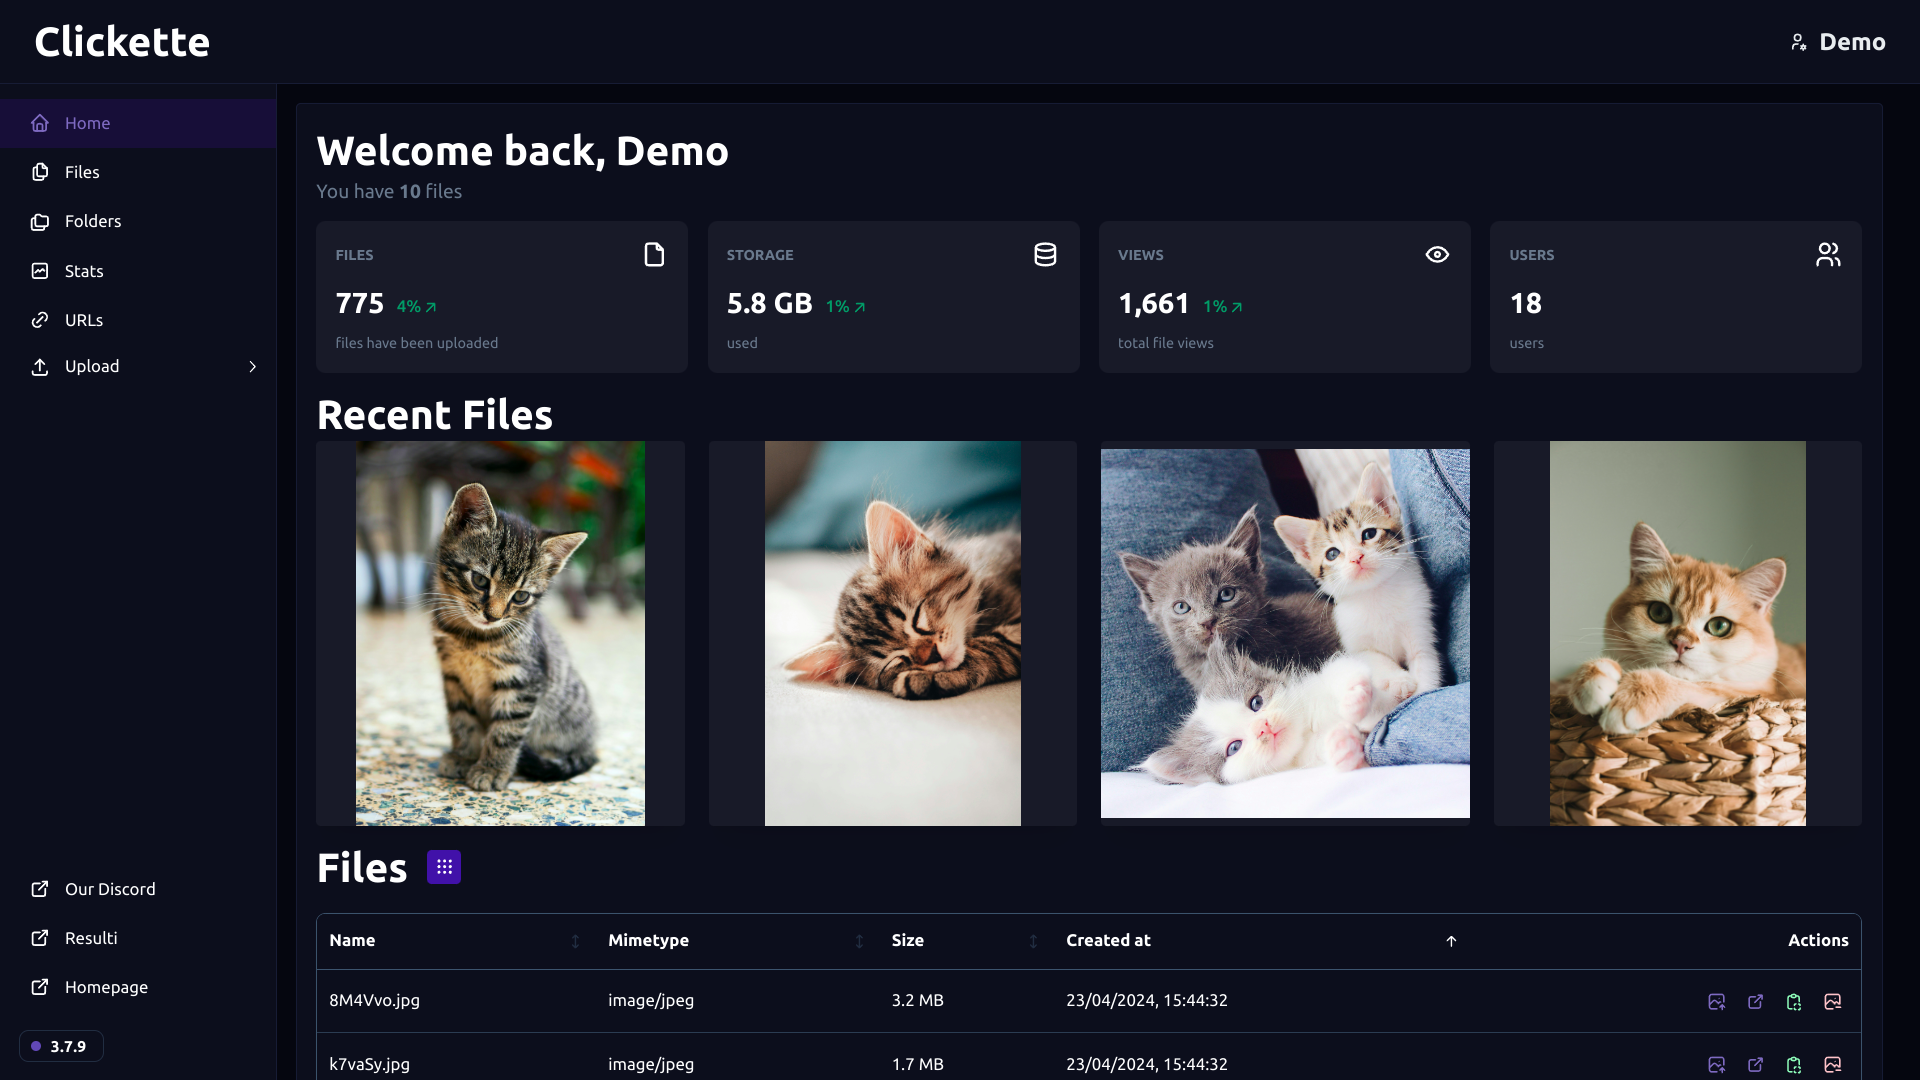 Clickette
Demo
Home
Files
Folders
Stats
URLs
Upload
Our Discord
Resulti
Homepage
3.7.9
Welcome back, Demo
You have 10 files
FILES
775 4%
files have been uploaded
STORAGE
5.8 GB 1%
used
VIEWS
1,661 1%
total file views
USERS
18
users
Recent Files
Files
Name Mimetype Size Created at Actions
8M4Vvo.jpg image/jpeg 3.2 MB 23/04/2024, 15:44:32
k7vaSy.jpg image/jpeg 1.7 MB 23/04/2024, 15:44:32